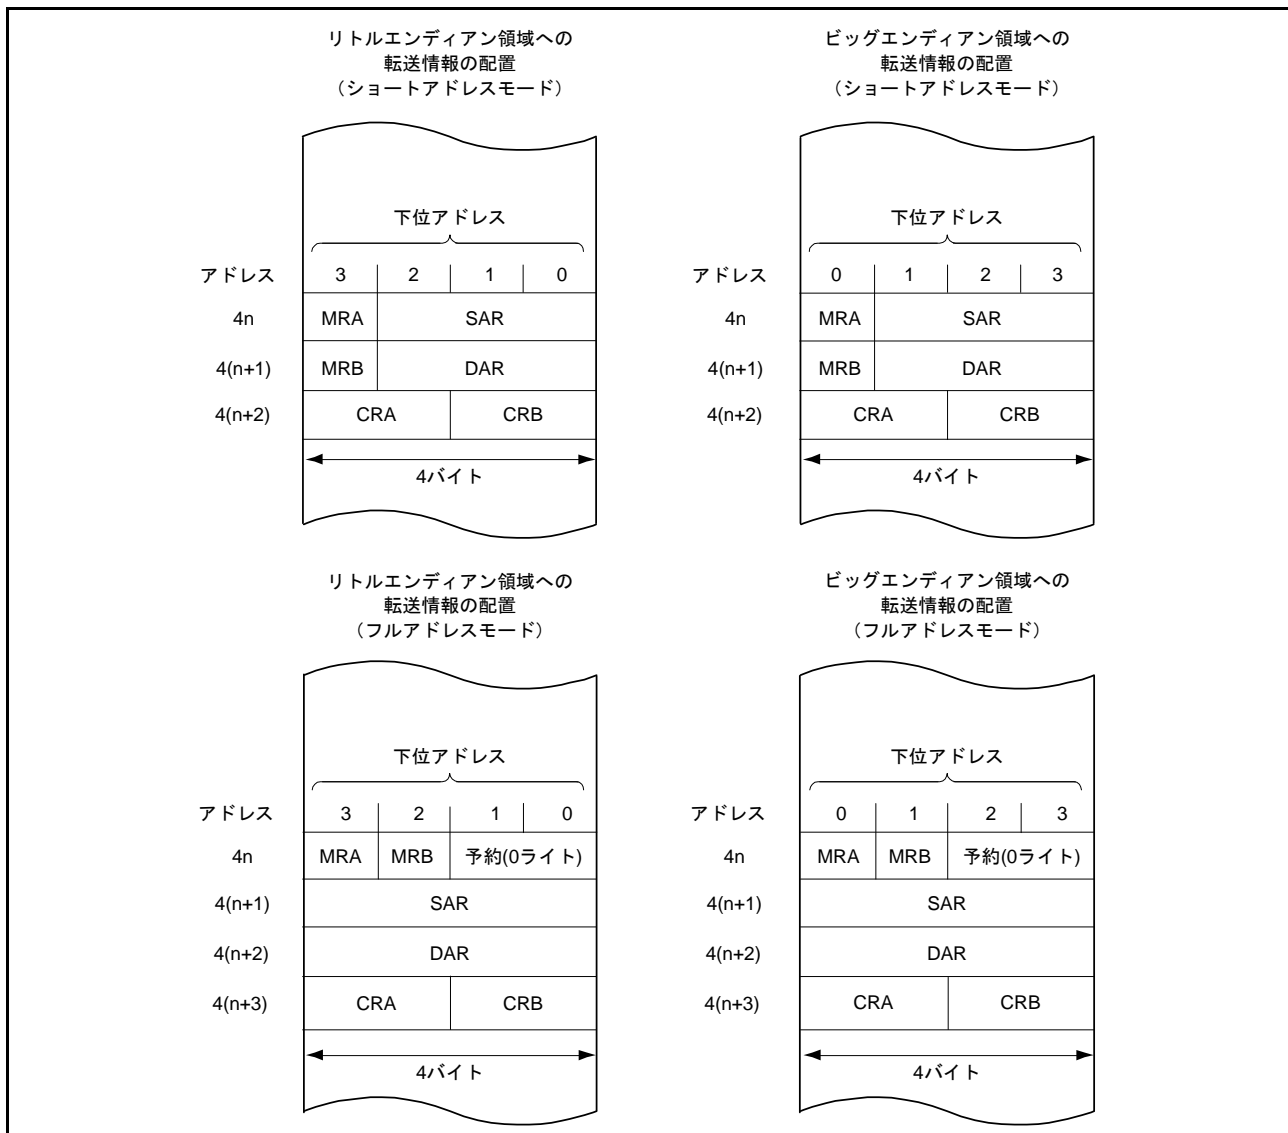 リトルエンディアン領域への
転送情報の配置
(ショートアドレスモード)
下位アドレス
アドレス 3 2 1 0
4n MRA SAR
4(n+1) MRB DAR
4(n+2) CRA CRB
4バイト
ビッグエンディアン領域への
転送情報の配置
(ショートアドレスモード)
下位アドレス
アドレス 0 1 2 3
4n MRA SAR
4(n+1) MRB DAR
4(n+2) CRA CRB
4バイト
リトルエンディアン領域への
転送情報の配置
(フルアドレスモード)
下位アドレス
アドレス 3 2 1 0
4n MRA MRB 予約(0ライト)
4(n+1) SAR
4(n+2) DAR
4(n+3) CRA CRB
4バイト
ビッグエンディアン領域への
転送情報の配置
(フルアドレスモード)
下位アドレス
アドレス 0 1 2 3
4n MRA MRB 予約(0ライト)
4(n+1) SAR
4(n+2) DAR
4(n+3) CRA CRB
4バイト